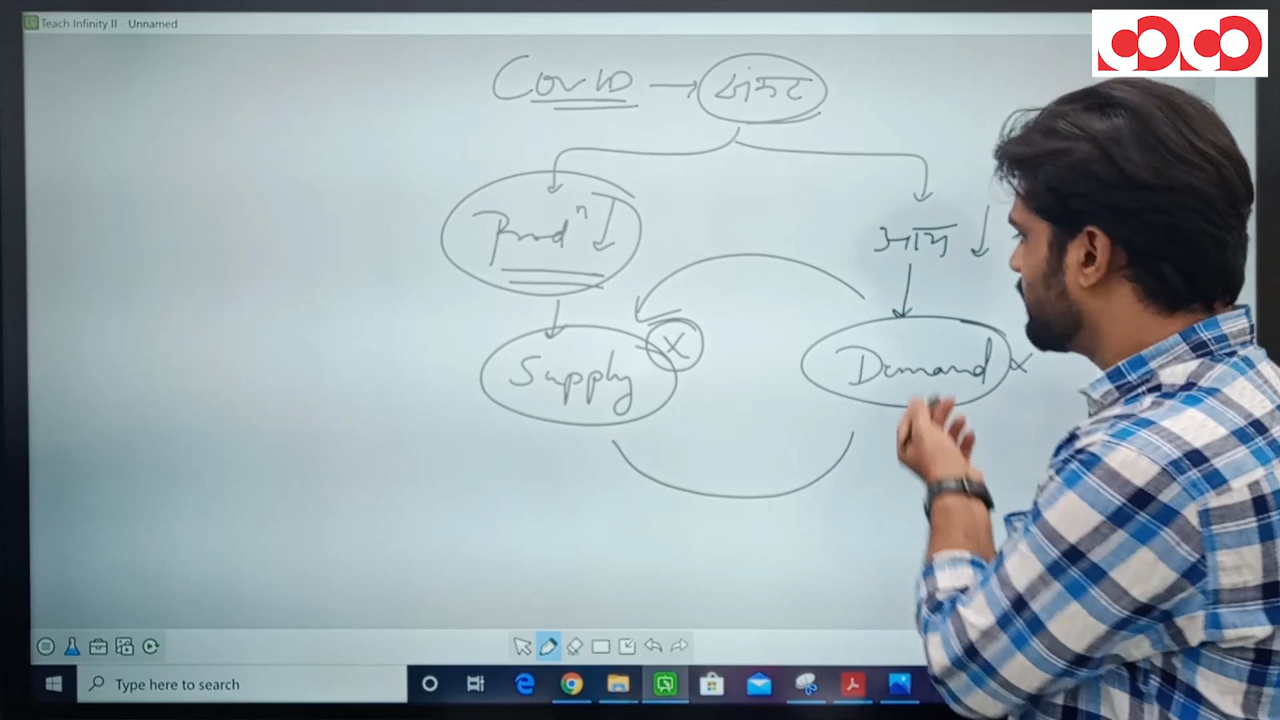 Teach Infinity II - Unnamed
COVID → संकट
Prodⁿ ↓
आय ↓
Supply X
Demand x
Type here to search